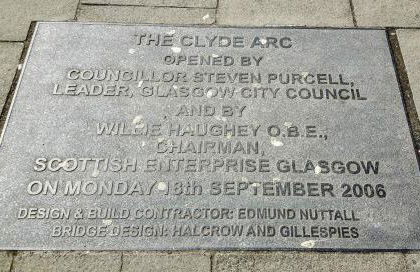 THE CLYDE ARC
OPENED BY
COUNCILLOR STEVEN PURCELL,
LEADER, GLASGOW CITY COUNCIL
AND BY
WILLIE HAUGHEY O.B.E.,
CHAIRMAN,
SCOTTISH ENTERPRISE GLASGOW
ON MONDAY 18th SEPTEMBER 2006
DESIGN & BUILD CONTRACTOR: EDMUND NUTTALL
BRIDGE DESIGN: HALCROW AND GILLESPIES